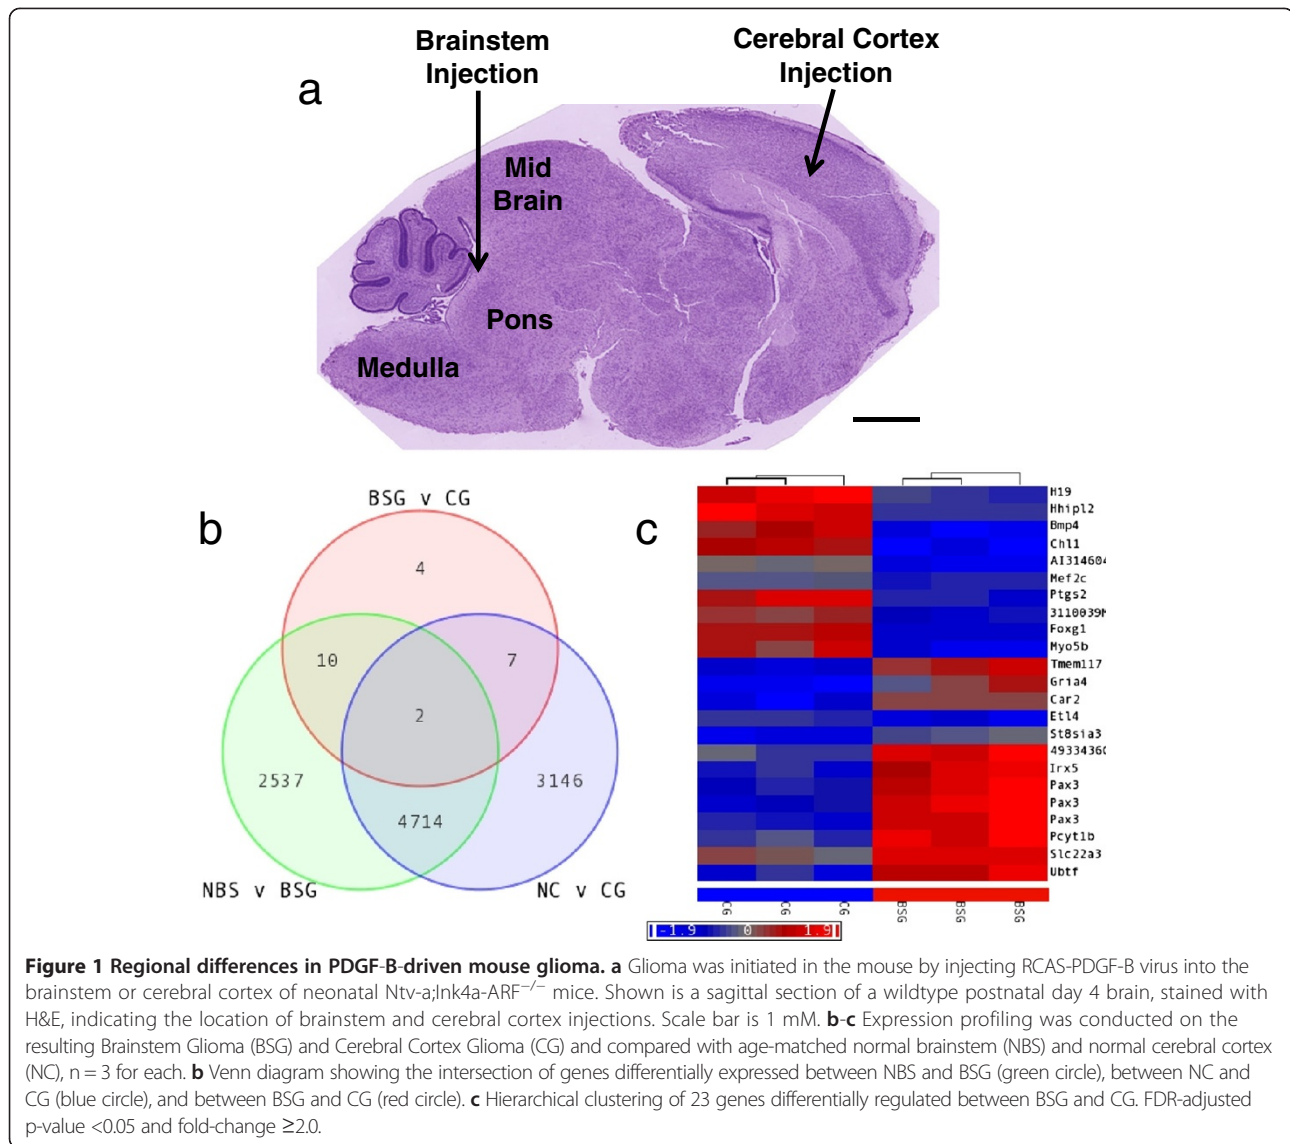 Brainstem
Injection
Cerebral Cortex
Injection
a
Mid
Brain
Pons
Medulla
b
BSG v CG
4
10
7
2
2537
3146
4714
NBS v BSG
NC v CG
c
H19
Hhipl2
Bmp4
Chl1
AI314604
Mef2c
Ptgs2
3110039M
Foxg1
Myo5b
Tmem117
Gria4
Car2
Etl4
St8sia3
4933436C
Irx5
Pax3
Pax3
Pax3
Pcyt1b
Slc22a3
Ubtf
CG CG CG BSG BSG BSG
-1.9 0 1.9
Figure 1 Regional differences in PDGF-B-driven mouse glioma. a Glioma was initiated in the mouse by injecting RCAS-PDGF-B virus into the
brainstem or cerebral cortex of neonatal Ntv-a;Ink4a-ARF−/− mice. Shown is a sagittal section of a wildtype postnatal day 4 brain, stained with
H&E, indicating the location of brainstem and cerebral cortex injections. Scale bar is 1 mM. b-c Expression profiling was conducted on the
resulting Brainstem Glioma (BSG) and Cerebral Cortex Glioma (CG) and compared with age-matched normal brainstem (NBS) and normal cerebral cortex
(NC), n = 3 for each. b Venn diagram showing the intersection of genes differentially expressed between NBS and BSG (green circle), between NC and
CG (blue circle), and between BSG and CG (red circle). c Hierarchical clustering of 23 genes differentially regulated between BSG and CG. FDR-adjusted
p-value <0.05 and fold-change ≥2.0.